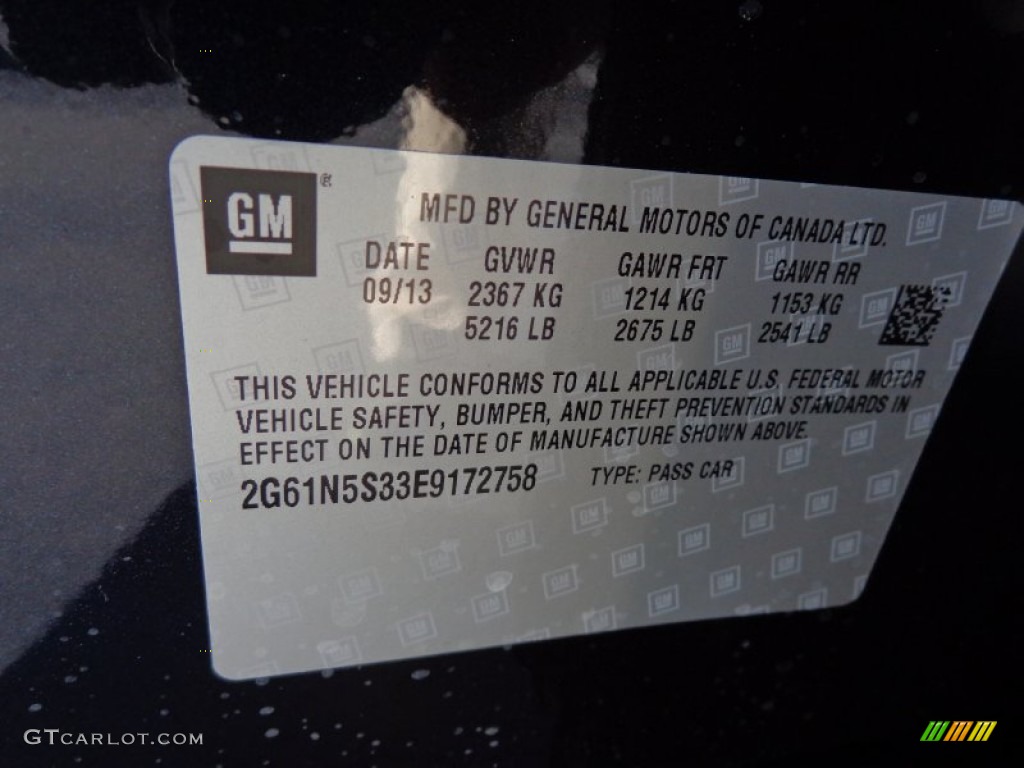 GM ®
MFD BY GENERAL MOTORS OF CANADA LTD.
DATE GVWR GAWR FRT GAWR RR
09/13 2367 KG 1214 KG 1153 KG
5216 LB 2675 LB 2541 LB
THIS VEHICLE CONFORMS TO ALL APPLICABLE U.S. FEDERAL MOTOR
VEHICLE SAFETY, BUMPER, AND THEFT PREVENTION STANDARDS IN
EFFECT ON THE DATE OF MANUFACTURE SHOWN ABOVE.
2G61N5S33E9172758 TYPE: PASS CAR
GTCARLOT.COM